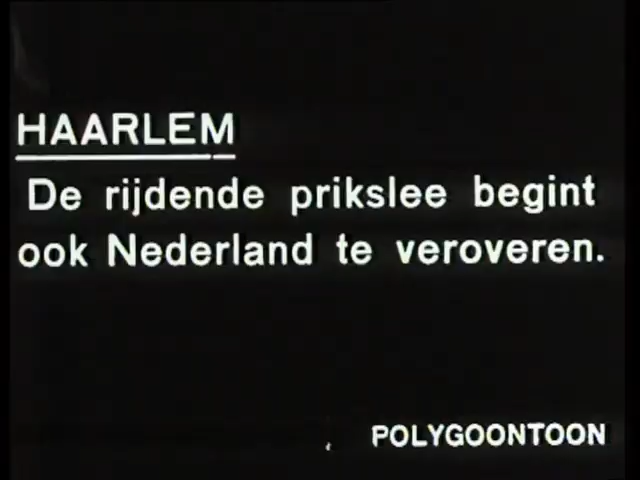 HAARLEM
De rijdende prikslee begint
ook Nederland te veroveren.
POLYGOONTOON